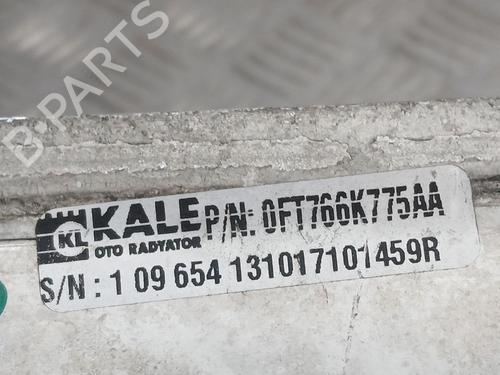 B-PARTS
KL KALE P/N: 0FT766K775AA
OTO RADYATOR
S/N : 1 09 654 131017101459R